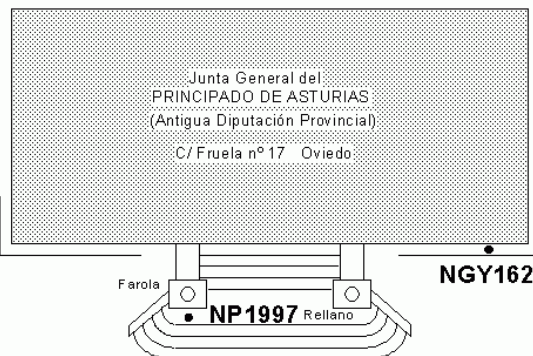 Junta General del
PRINCIPADO DE ASTURIAS
(Antigua Diputación Provincial)
C/ Fruela nº 17 Oviedo
NGY162
Farola
NP1997 Rellano